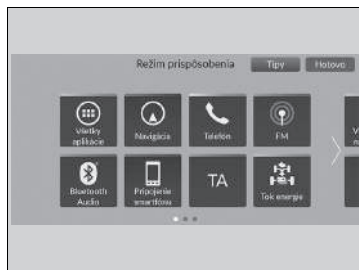 Režim prispôsobenia
Tipy
Hotovo
Všetky
aplikácie
Navigácia
Telefón
FM
Bluetooth
Audio
Pripojenie
smartfónu
TA
Tok energie